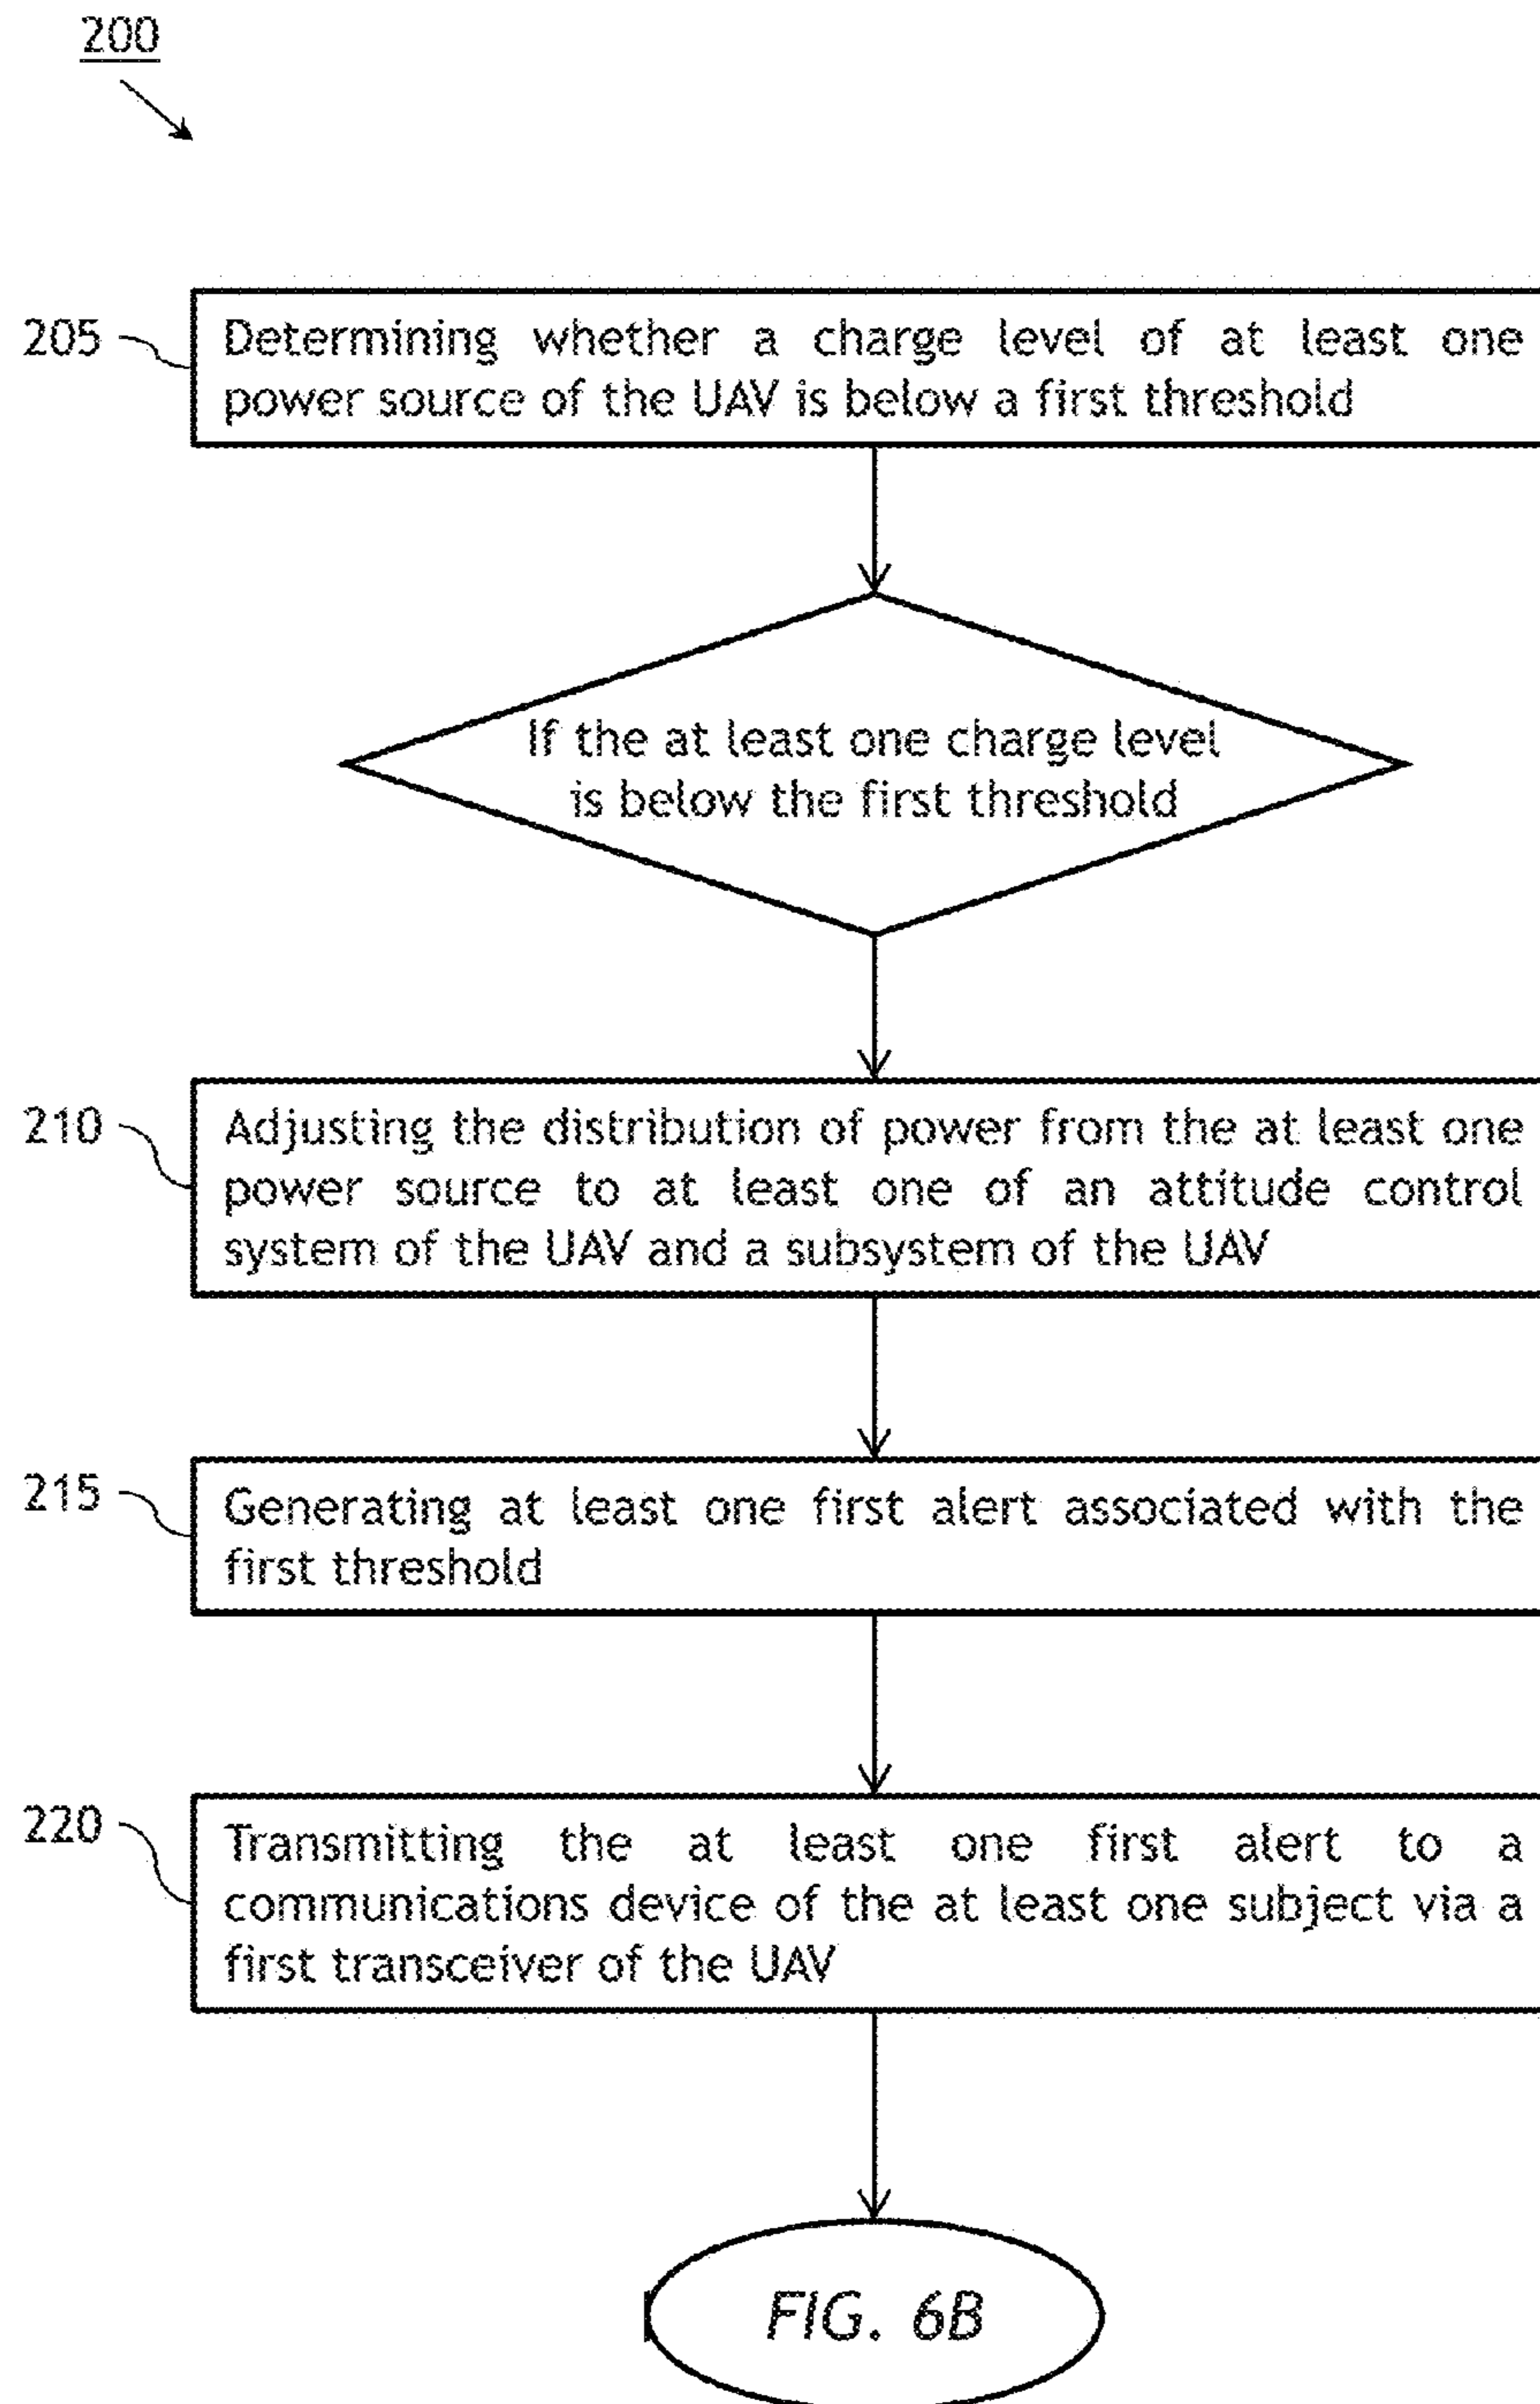 200
205
Determining whether a charge level of at least one
power source of the UAV is below a first threshold
If the at least one charge level
is below the first threshold
210
Adjusting the distribution of power from the at least one
power source to at least one of an attitude control
system of the UAV and a subsystem of the UAV
215
Generating at least one first alert associated with the
first threshold
220
Transmitting the at least one first alert to a
communications device of the at least one subject via a
first transceiver of the UAV
FIG. 6B